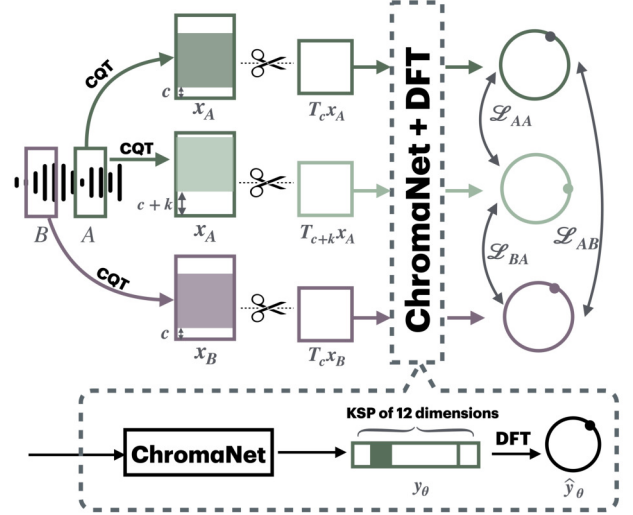 CQT
c
x_A
T_c x_A
CQT
c + k
x_A
T_{c+k} x_A
B
A
CQT
c
x_B
T_c x_B
ChromaNet + DFT
ℒ_AA
ℒ_BA
ℒ_AB
KSP of 12 dimensions
ChromaNet
DFT
y_θ
ŷ_θ